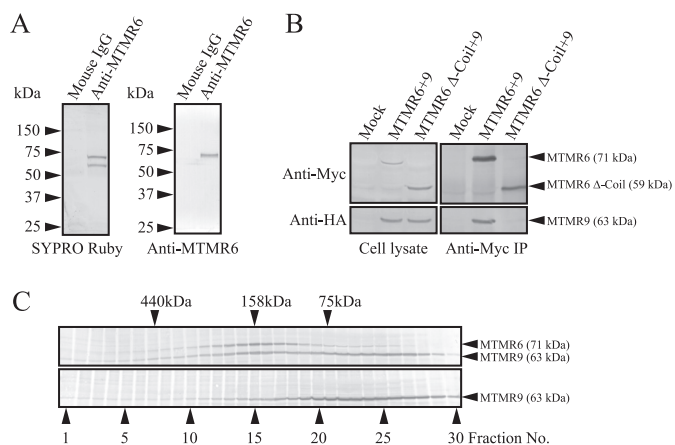 A
Mouse IgG
Anti-MTMR6
kDa
150
75
50
37
25
SYPRO Ruby
Mouse IgG
Anti-MTMR6
kDa
150
75
50
37
25
Anti-MTMR6
B
Mock
MTMR6+9
MTMR6 Δ-Coil+9
Mock
MTMR6+9
MTMR6 Δ-Coil+9
Anti-Myc
MTMR6 (71 kDa)
MTMR6 Δ-Coil (59 kDa)
Anti-HA
MTMR9 (63 kDa)
Cell lysate
Anti-Myc IP
C
440kDa 158kDa 75kDa
MTMR6 (71 kDa)
MTMR9 (63 kDa)
MTMR9 (63 kDa)
1 5 10 15 20 25 30 Fraction No.